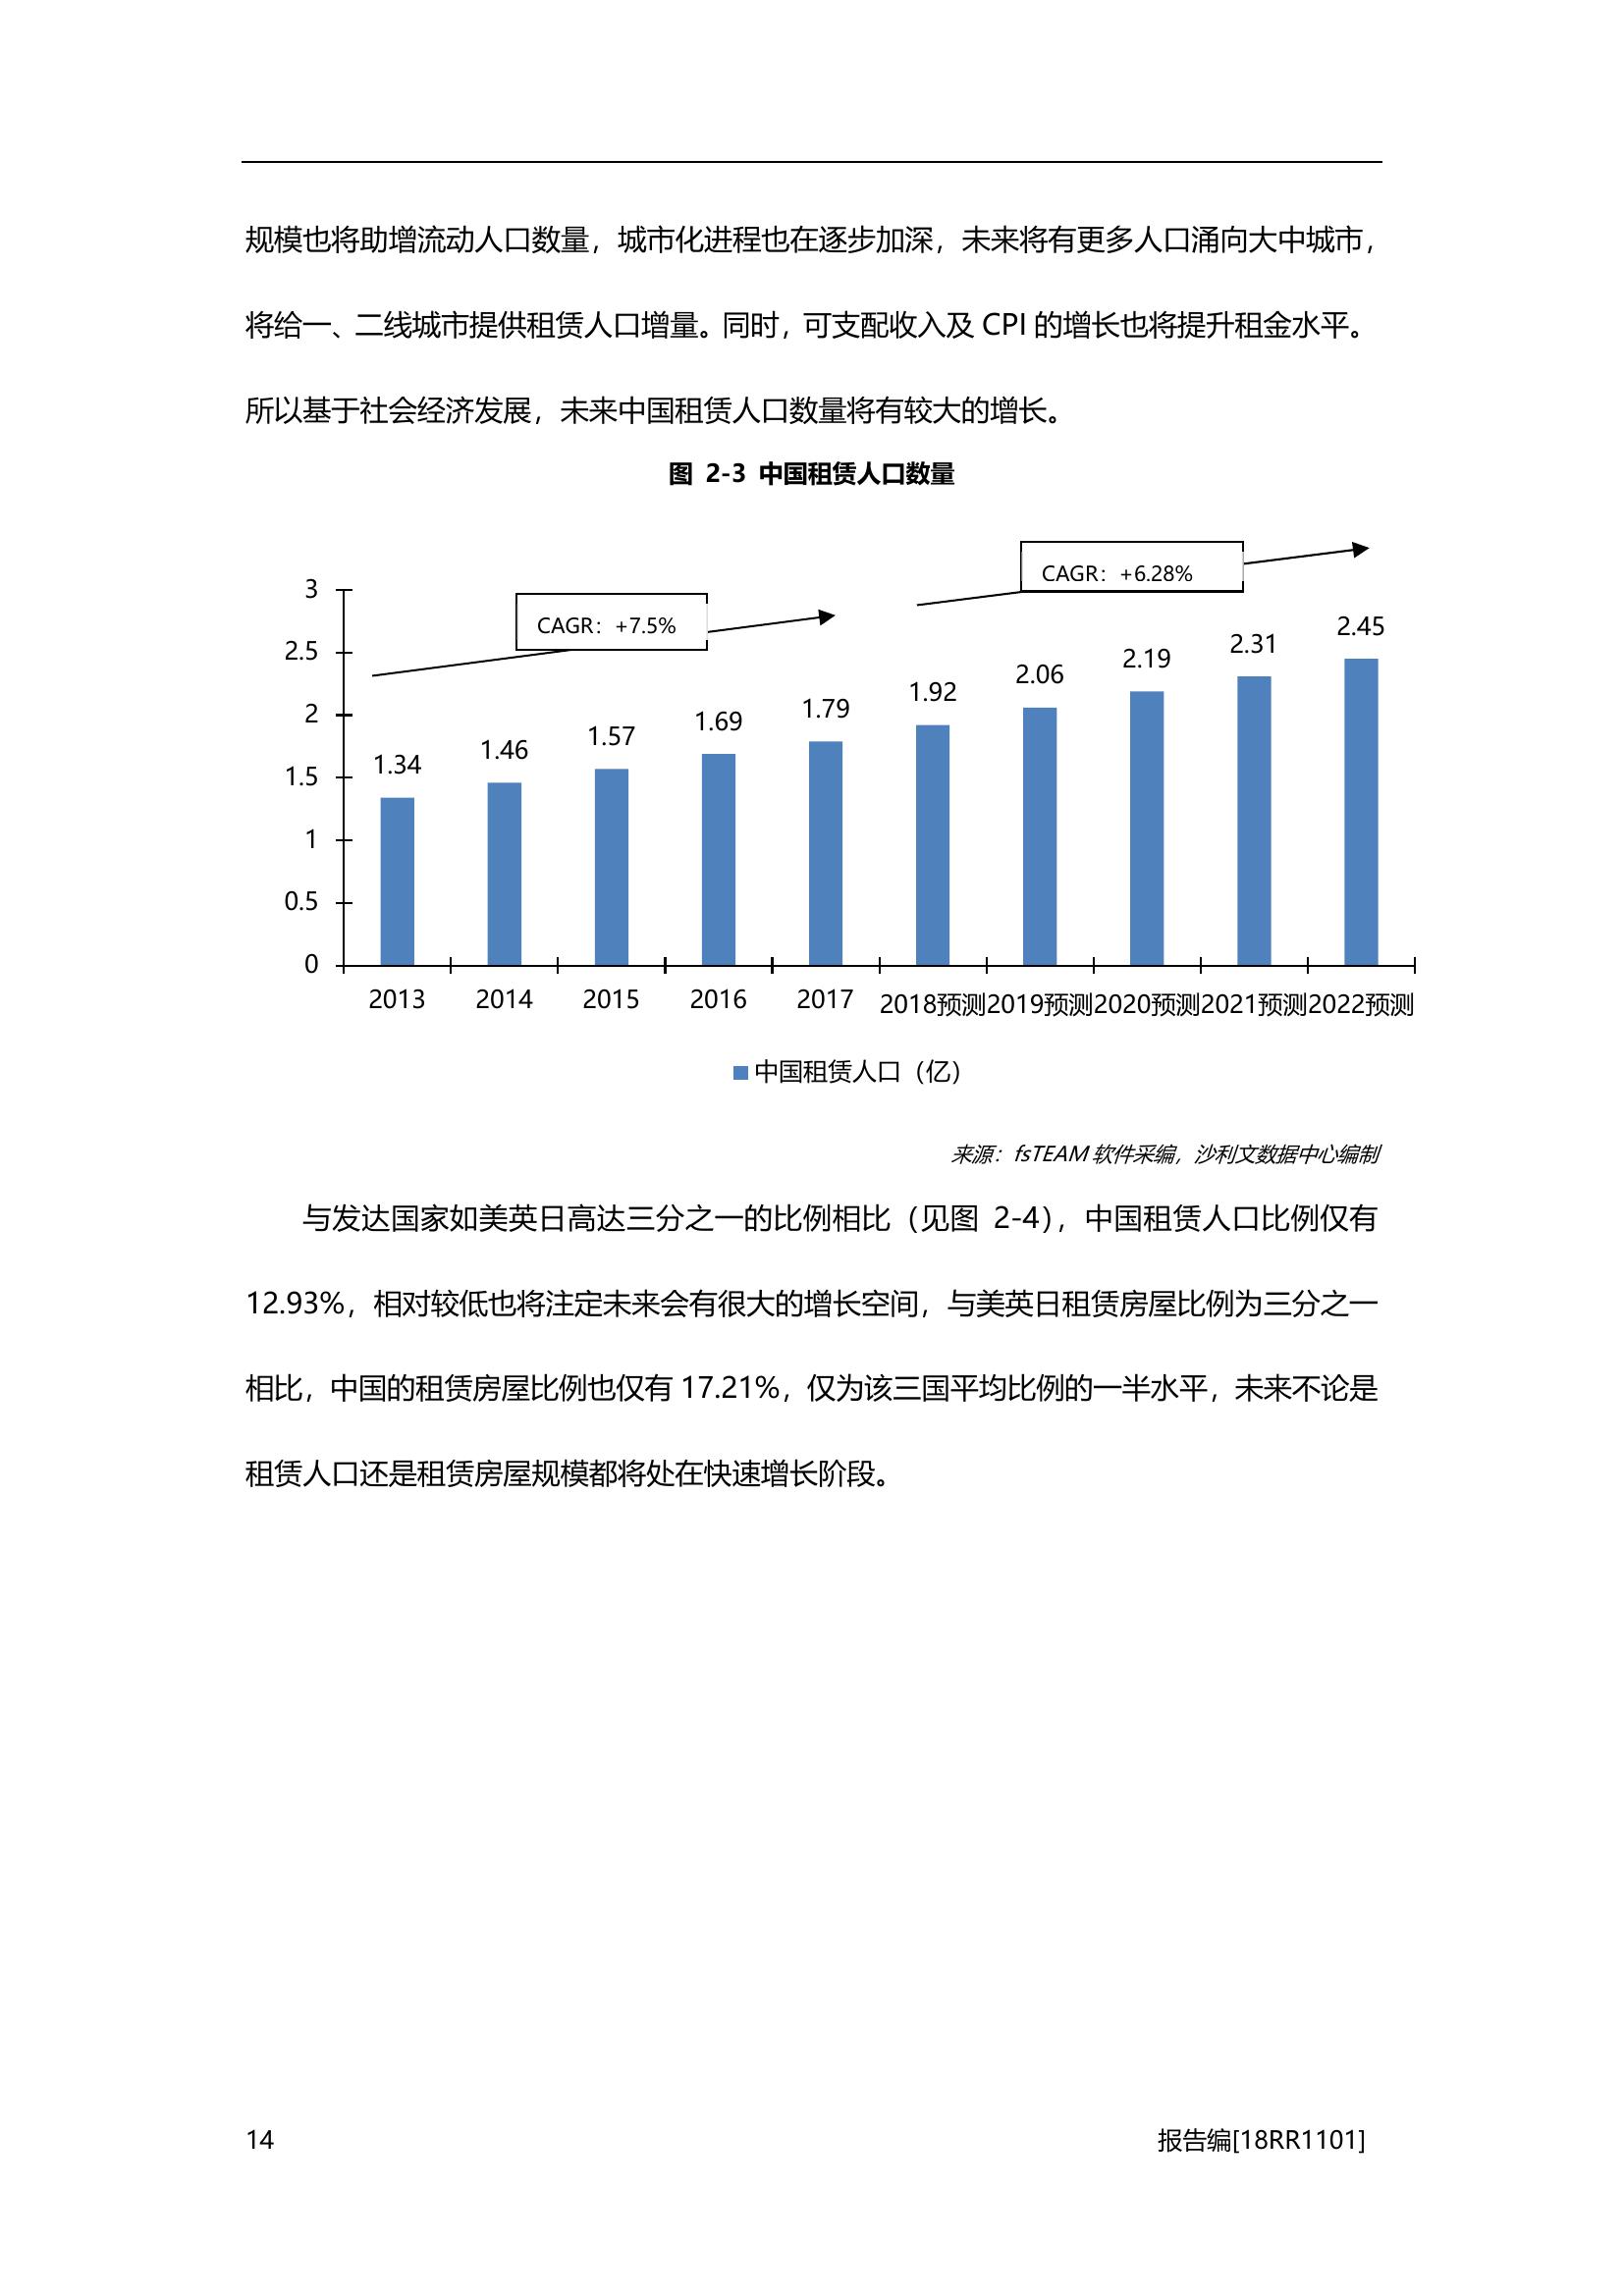 规模也将助增流动人口数量，城市化进程也在逐步加深，未来将有更多人口涌向大中城市，
将给一、二线城市提供租赁人口增量。同时，可支配收入及 CPI 的增长也将提升租金水平。
所以基于社会经济发展，未来中国租赁人口数量将有较大的增长。
图 2-3 中国租赁人口数量
CAGR：+6.28%
CAGR：+7.5%
3
2.5
2
1.5
1
0.5
0
1.34
1.46
1.57
1.69
1.79
1.92
2.06
2.19
2.31
2.45
2013 2014 2015 2016 2017 2018预测 2019预测 2020预测 2021预测 2022预测
中国租赁人口（亿）
来源：fsTEAM 软件采编，沙利文数据中心编制
与发达国家如美英日高达三分之一的比例相比（见图 2-4），中国租赁人口比例仅有
12.93%，相对较低也将注定未来会有很大的增长空间，与美英日租赁房屋比例为三分之一
相比，中国的租赁房屋比例也仅有 17.21%，仅为该三国平均比例的一半水平，未来不论是
租赁人口还是租赁房屋规模都将处在快速增长阶段。
14 报告编[18RR1101]